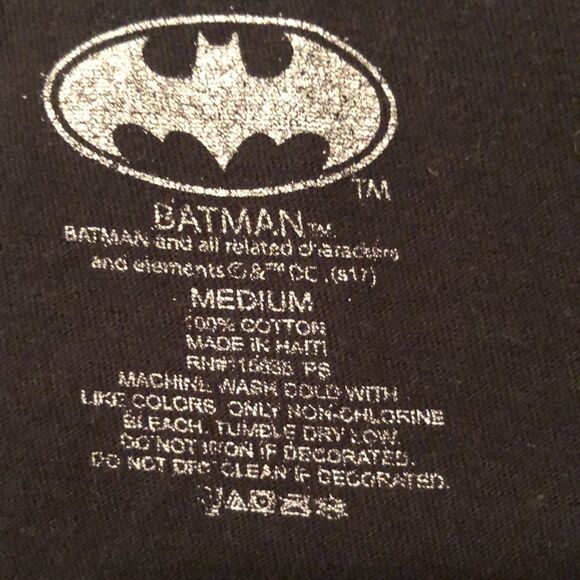 TM
BATMAN TM
BATMAN and all related characters
and elements © & ™ DC. (s17)
MEDIUM
100% COTTON
MADE IN HAITI
RN#
MACHINE WASH COLD WITH
LIKE COLORS. ONLY NON-CHLORINE
BLEACH. TUMBLE DRY LOW.
DO NOT IRON IF DECORATED.
DO NOT DRY CLEAN IF DECORATED.